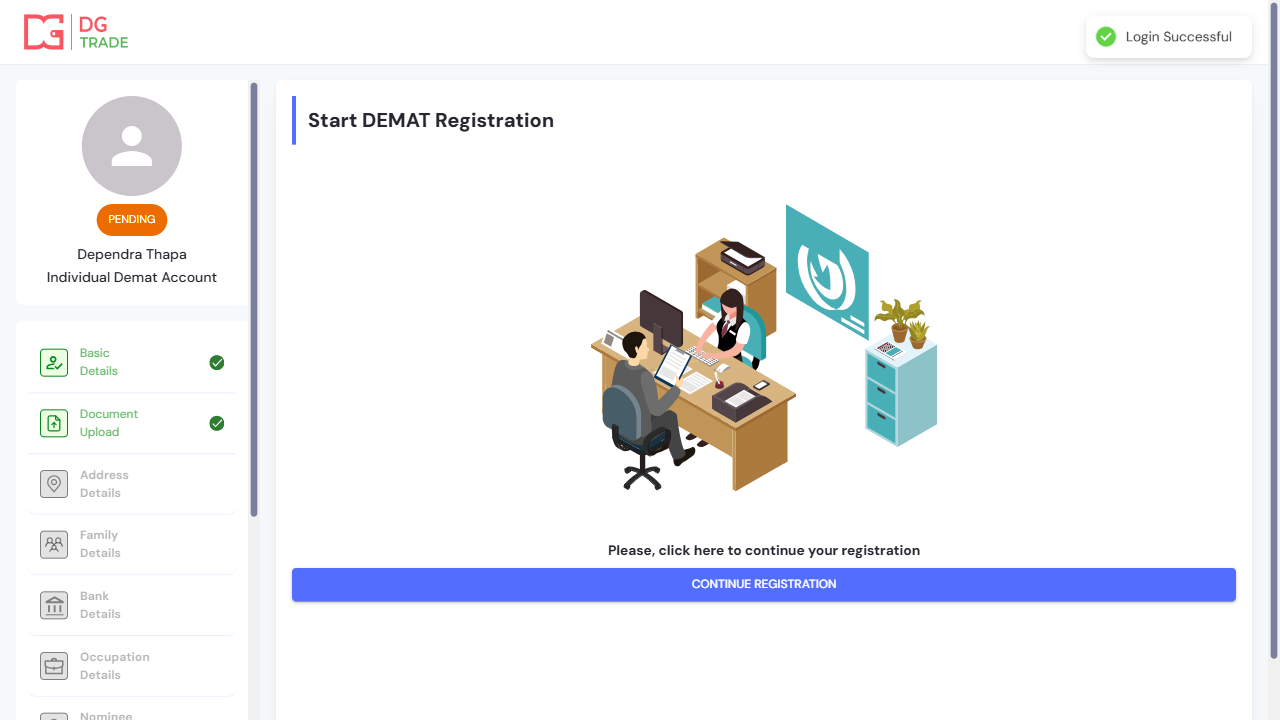 DG
TRADE
Login Successful
PENDING
Dependra Thapa
Individual Demat Account
Basic
Details
Document
Upload
Address
Details
Family
Details
Bank
Details
Occupation
Details
Nominee
Start DEMAT Registration
Please, click here to continue your registration
CONTINUE REGISTRATION